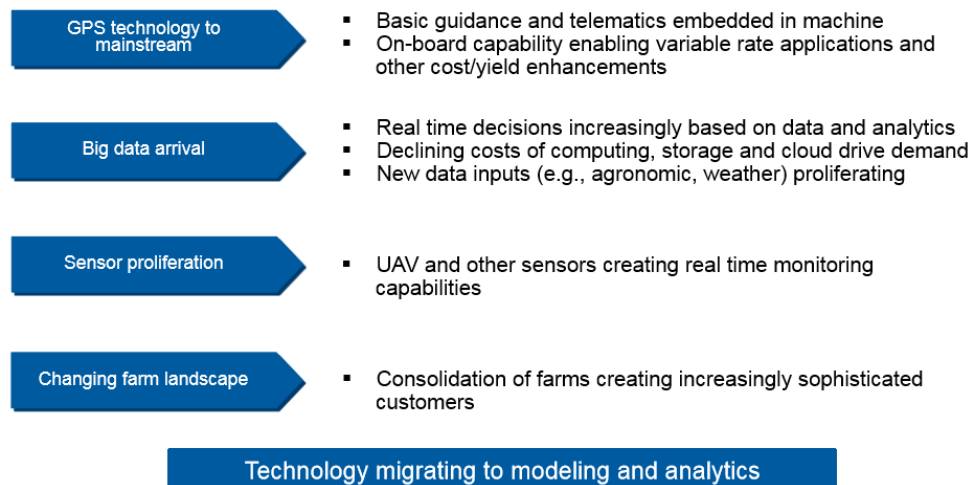 GPS technology to
mainstream
▪ Basic guidance and telematics embedded in machine
▪ On-board capability enabling variable rate applications and
other cost/yield enhancements
Big data arrival
▪ Real time decisions increasingly based on data and analytics
▪ Declining costs of computing, storage and cloud drive demand
▪ New data inputs (e.g., agronomic, weather) proliferating
Sensor proliferation
▪ UAV and other sensors creating real time monitoring
capabilities
Changing farm landscape
▪ Consolidation of farms creating increasingly sophisticated
customers
Technology migrating to modeling and analytics